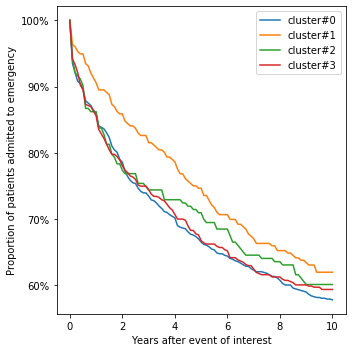 100%
90%
80%
70%
60%
Proportion of patients admitted to emergency
cluster#0
cluster#1
cluster#2
cluster#3
0 2 4 6 8 10
Years after event of interest